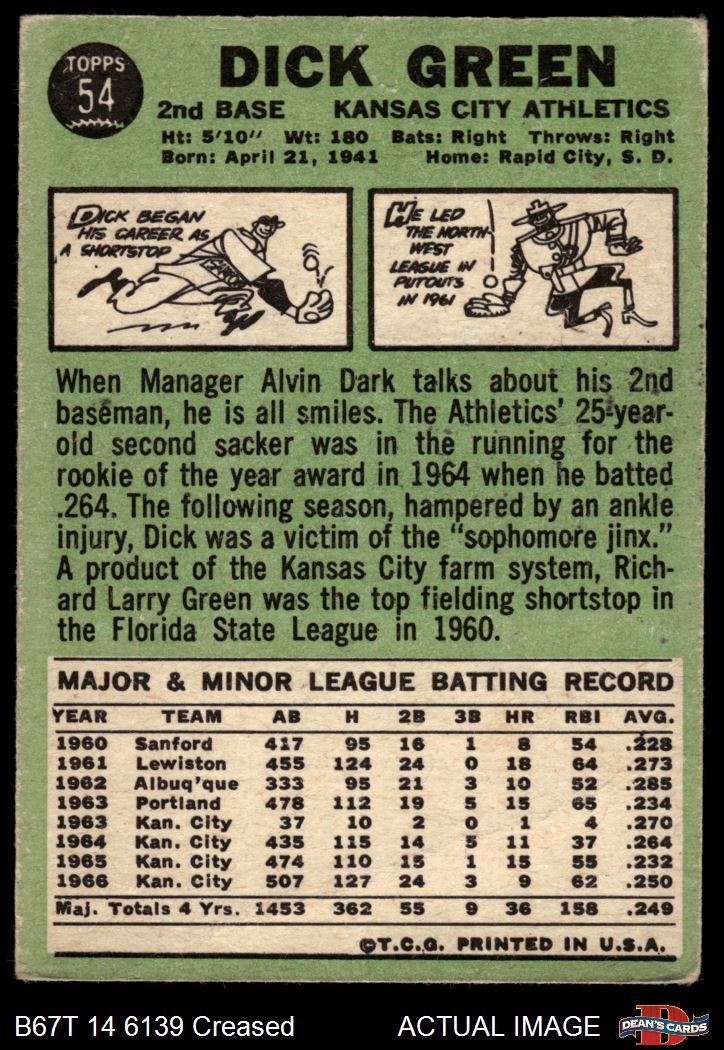 TOPPS
54
DICK GREEN
2nd BASE KANSAS CITY ATHLETICS
Ht: 5'10" Wt: 180 Bats: Right Throws: Right
Born: April 21, 1941 Home: Rapid City, S. D.
DICK BEGAN
HIS CAREER AS
A SHORTSTOP
HE LED
THE NORTH-
WEST
LEAGUE IN
PUTOUTS
IN 1961
When Manager Alvin Dark talks about his 2nd
baseman, he is all smiles. The Athletics' 25-year-
old second sacker was in the running for the
rookie of the year award in 1964 when he batted
.264. The following season, hampered by an ankle
injury, Dick was a victim of the "sophomore jinx."
A product of the Kansas City farm system, Rich-
ard Larry Green was the top fielding shortstop in
the Florida State League in 1960.
MAJOR & MINOR LEAGUE BATTING RECORD
YEAR TEAM AB H 2B 3B HR RBI AVG.
1960 Sanford 417 95 16 1 8 54 .228
1961 Lewiston 455 124 24 0 18 64 .273
1962 Albuq'que 333 95 21 3 10 52 .285
1963 Portland 478 112 19 5 15 65 .234
1963 Kan. City 37 10 2 0 1 4 .270
1964 Kan. City 435 115 14 5 11 37 .264
1965 Kan. City 474 110 15 1 15 55 .232
1966 Kan. City 507 127 24 3 9 62 .250
Maj. Totals 4 Yrs. 1453 362 55 9 36 158 .249
©T.C.G. PRINTED IN U.S.A.
B67T 14 6139 Creased ACTUAL IMAGE
D
DEAN'S CARDS